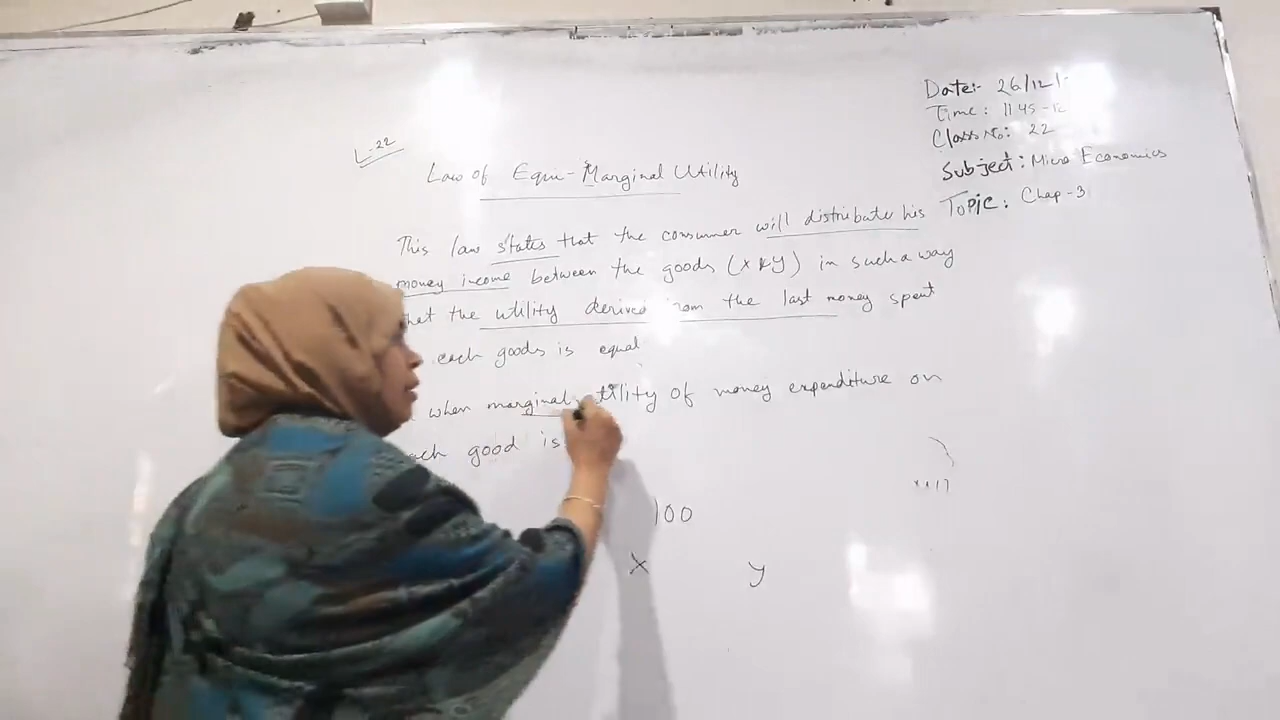 L-22
Law of Equi-Marginal Utility
This law states that the consumer will distribute his
money income between the goods (X & Y) in such a way
that the utility derived from the last money spent
each goods is equal
when marginal utility of money expenditure on
each good is
100
X Y
Date:- 26/12/
Time: 11 45 -12
Class No: 22
Subject: Micro Economics
Topic: Chap-3